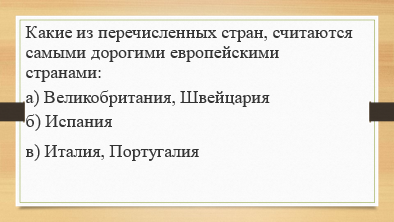 Какие из перечисленных стран, считаются
самыми дорогими европейскими
странами:
а) Великобритания, Швейцария
б) Испания
в) Италия, Португалия